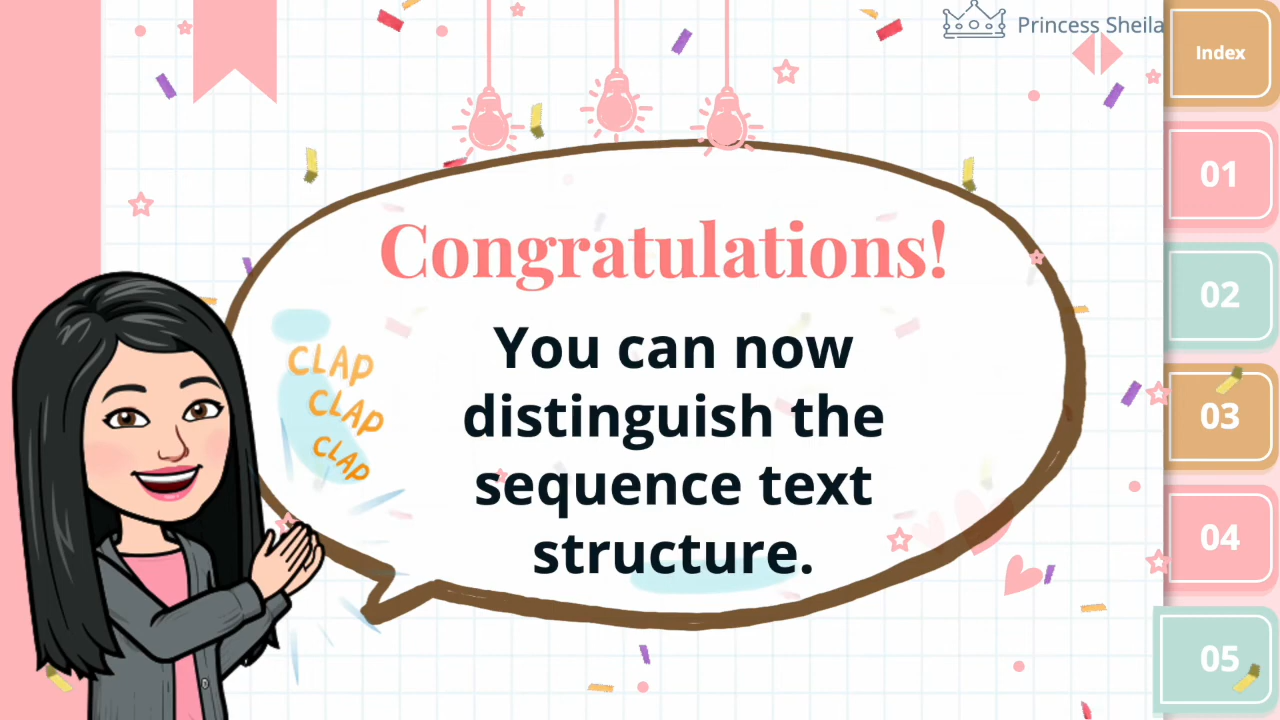 Princess Sheila
Index
01
02
03
04
05
Congratulations!
CLAP
CLAP
CLAP
You can now
distinguish the
sequence text
structure.